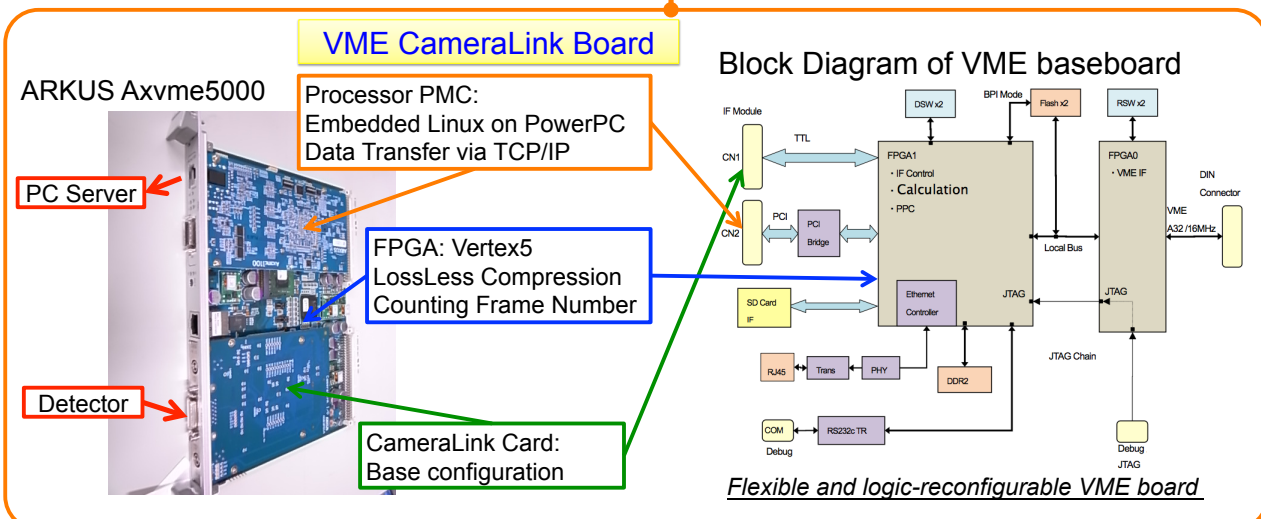 VME CameraLink Board
ARKUS Axvme5000
Processor PMC:
Embedded Linux on PowerPC
Data Transfer via TCP/IP
PC Server
FPGA: Vertex5
LossLess Compression
Counting Frame Number
Detector
CameraLink Card:
Base configuration
Block Diagram of VME baseboard
IF Module
DSW x2
BPI Mode
Flash x2
RSW x2
CN1
TTL
FPGA1
・IF Control
・Calculation
・PPC
FPGA0
・VME IF
DIN
Connector
VME
A32 /16MHz
CN2
PCI
PCI
Bridge
Local Bus
SD Card
IF
Ethernet
Controller
JTAG
JTAG
JTAG Chain
RJ45
Trans
PHY
DDR2
COM
RS232c TR
Debug
Debug
JTAG
Flexible and logic-reconfigurable VME board